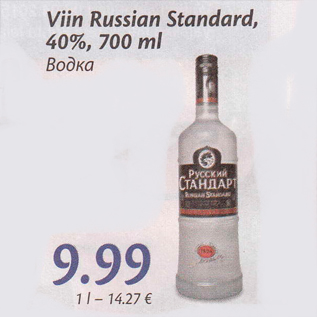 Viin Russian Standard,
40%, 700 ml
Водка
Русский
СТАНДАРТ
RUSSIAN STANDARD
9.99
1 l – 14.27 €